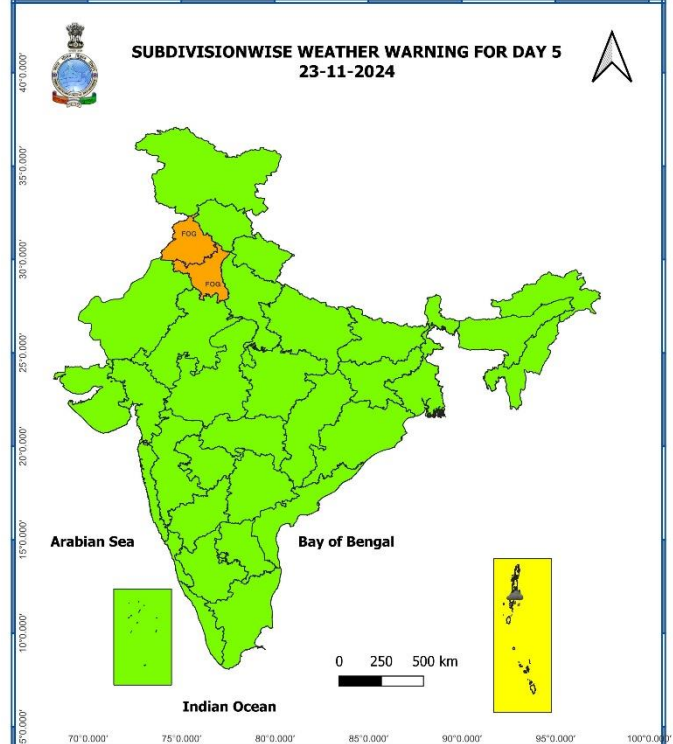 SUBDIVISIONWISE WEATHER WARNING FOR DAY 5
23-11-2024
40°0.000'
35°0.000'
FOG
30°0.000'
FOG
25°0.000'
20°0.000'
15°0.000'
Arabian Sea
Bay of Bengal
10°0.000'
0 250 500 km
Indian Ocean
5°0.000'
70°0.000' 75°0.000' 80°0.000' 85°0.000' 90°0.000' 95°0.000' 100°0.000'